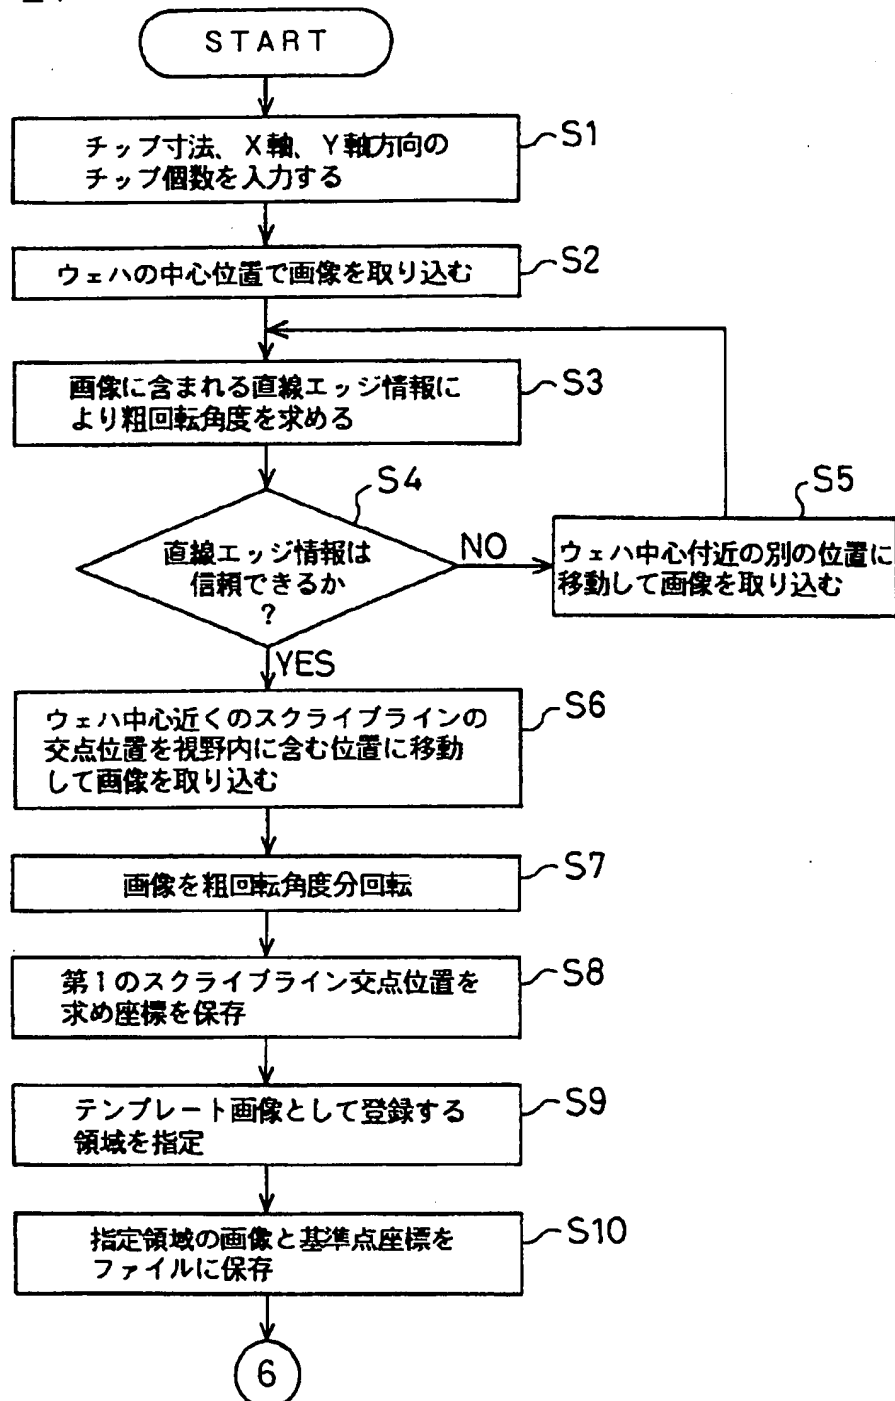 START
チップ寸法、X軸、Y軸方向の
チップ個数を入力する
S1
ウェハの中心位置で画像を取り込む
S2
画像に含まれる直線エッジ情報に
より粗回転角度を求める
S3
S4
直線エッジ情報は
信頼できるか
?
NO
S5
ウェハ中心付近の別の位置に
移動して画像を取り込む
YES
ウェハ中心近くのスクライブラインの
交点位置を視野内に含む位置に移動
して画像を取り込む
S6
画像を粗回転角度分回転
S7
第1のスクライブライン交点位置を
求め座標を保存
S8
テンプレート画像として登録する
領域を指定
S9
指定領域の画像と基準点座標を
ファイルに保存
S10
6